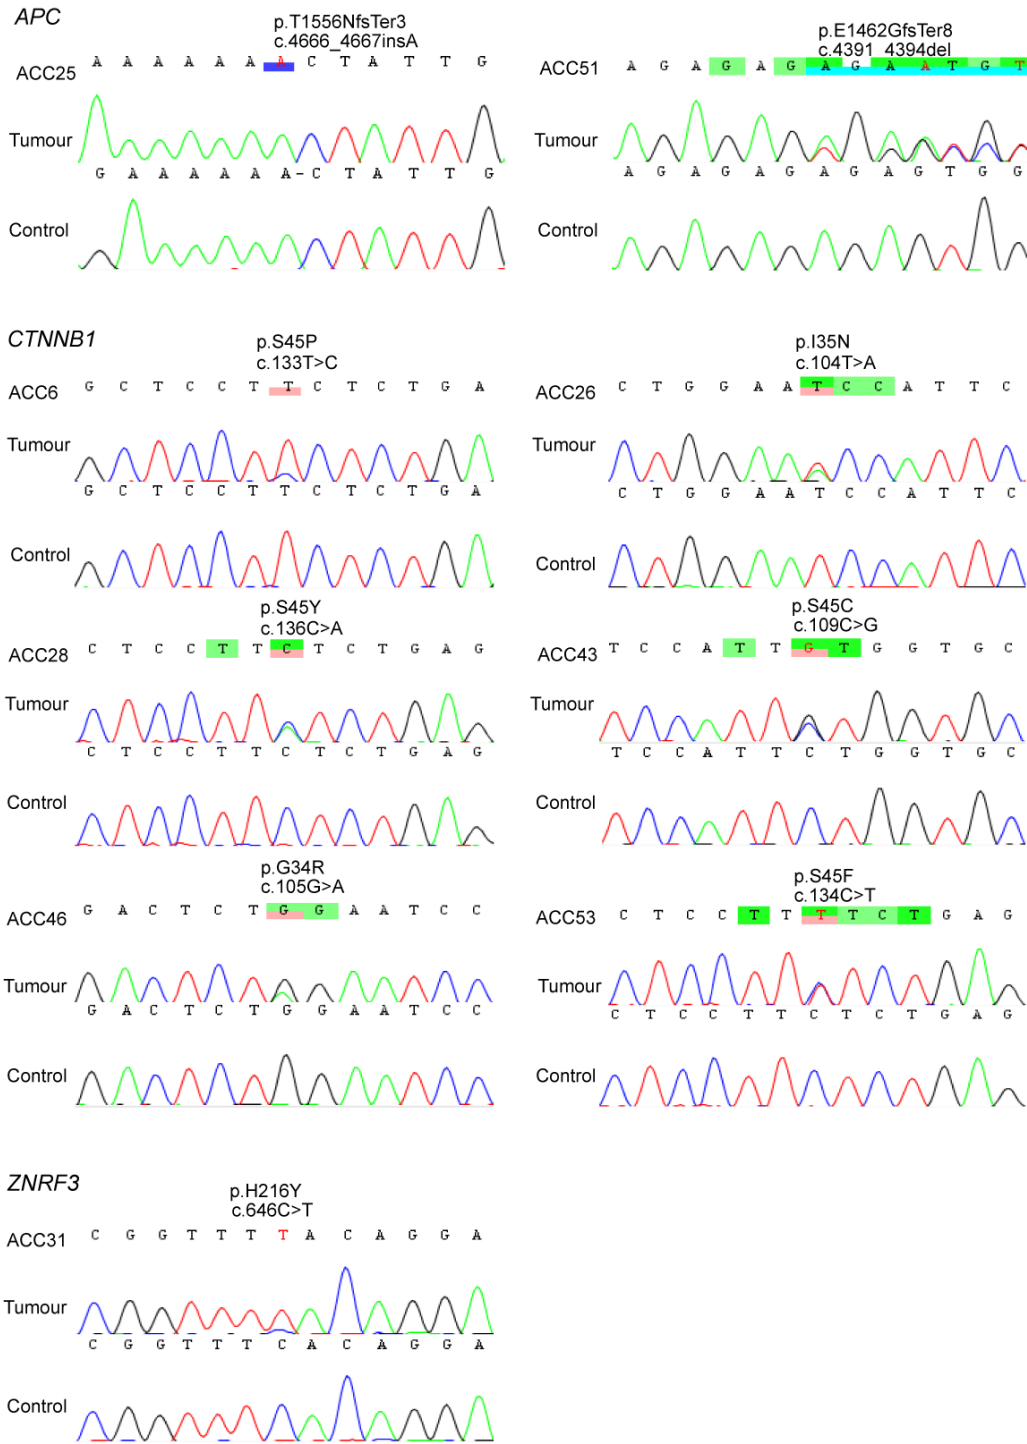 APC
p.T1556NfsTer3
c.4666_4667insA
ACC25 A A A A A A A C T A T T G
Tumour
G A A A A A A - C T A T T G
Control
p.E1462GfsTer8
c.4391_4394del
ACC51 A G A G A G A G A A T G T
Tumour
A G A G A G A G A G T G G
Control
CTNNB1
p.S45P
c.133T>C
ACC6 G C T C C T T C T C T G A
Tumour
G C T C C T T C T C T G A
Control
p.I35N
c.104T>A
ACC26 C T G G A A T C C A T T C
Tumour
C T G G A A T C C A T T C
Control
p.S45Y
c.136C>A
ACC28 C T C C T T C T C T G A G
Tumour
C T C C T T C T C T G A G
Control
p.S45C
c.109C>G
ACC43 T C C A T T G T G G T G C
Tumour
T C C A T T C T G G T G C
Control
p.G34R
c.105G>A
ACC46 G A C T C T G G A A T C C
Tumour
G A C T C T G G A A T C C
Control
p.S45F
c.134C>T
ACC53 C T C C T T T T C T G A G
Tumour
C T C C T T C T C T G A G
Control
ZNRF3
p.H216Y
c.646C>T
ACC31 C G G T T T T A C A G G A
Tumour
C G G T T T C A C A G G A
Control